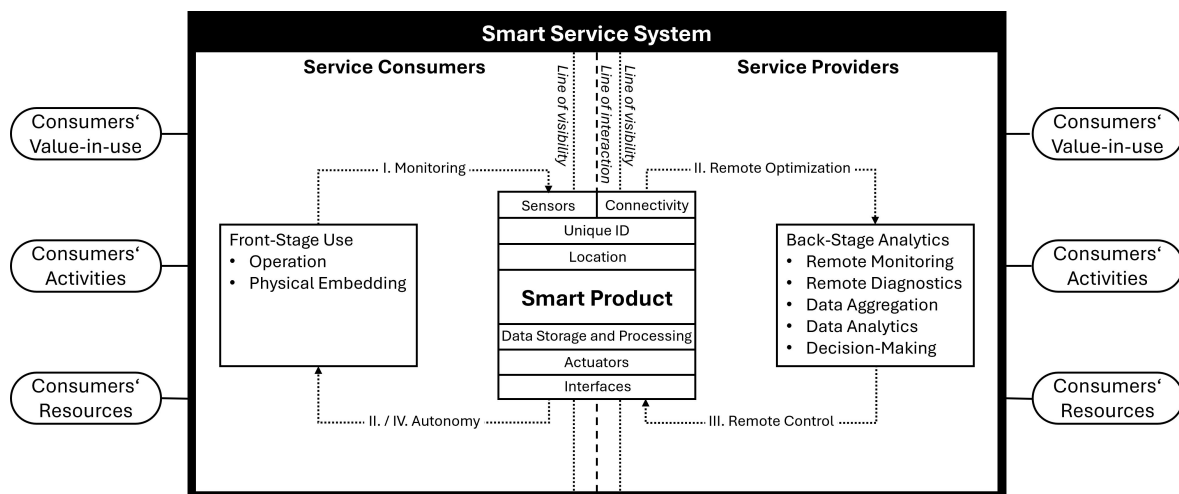 Smart Service System
Service Consumers
Service Providers
Line of visibility
Line of interaction
Line of visibility
Consumers‘
Value-in-use
Consumers‘
Activities
Consumers‘
Resources
I. Monitoring
II. Remote Optimization
Front-Stage Use
• Operation
• Physical Embedding
Sensors
Connectivity
Unique ID
Location
Smart Product
Data Storage and Processing
Actuators
Interfaces
Back-Stage Analytics
• Remote Monitoring
• Remote Diagnostics
• Data Aggregation
• Data Analytics
• Decision-Making
II. / IV. Autonomy
III. Remote Control
Consumers‘
Value-in-use
Consumers‘
Activities
Consumers‘
Resources